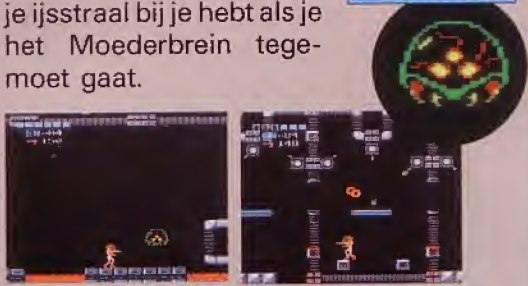 je ijsstraal bij je hebt als je
het Moederbrein tege-
moet gaat.